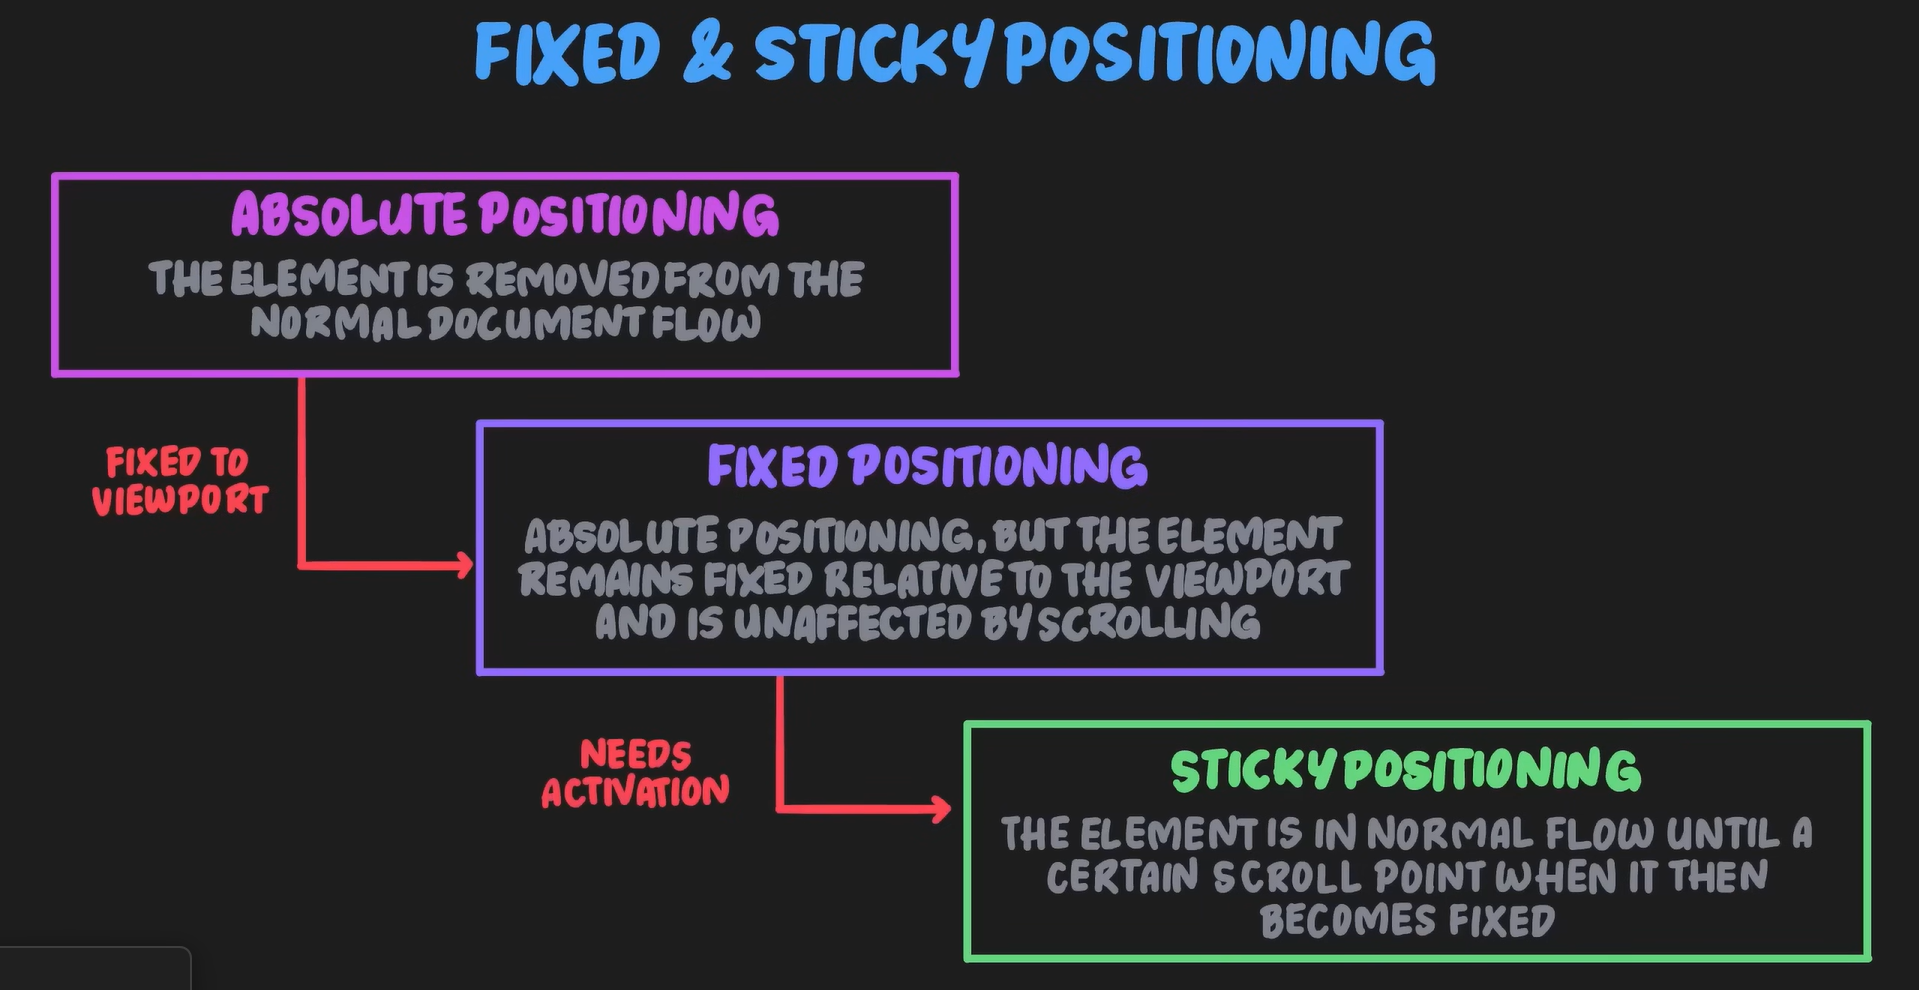 FIXED & STICKY POSITIONING
ABSOLUTE POSITIONING
THE ELEMENT IS REMOVED FROM THE
NORMAL DOCUMENT FLOW
FIXED TO
VIEWPORT
FIXED POSITIONING
ABSOLUTE POSITIONING, BUT THE ELEMENT
REMAINS FIXED RELATIVE TO THE VIEWPORT
AND IS UNAFFECTED BY SCROLLING
NEEDS
ACTIVATION
STICKY POSITIONING
THE ELEMENT IS IN NORMAL FLOW UNTIL A
CERTAIN SCROLL POINT WHEN IT THEN
BECOMES FIXED